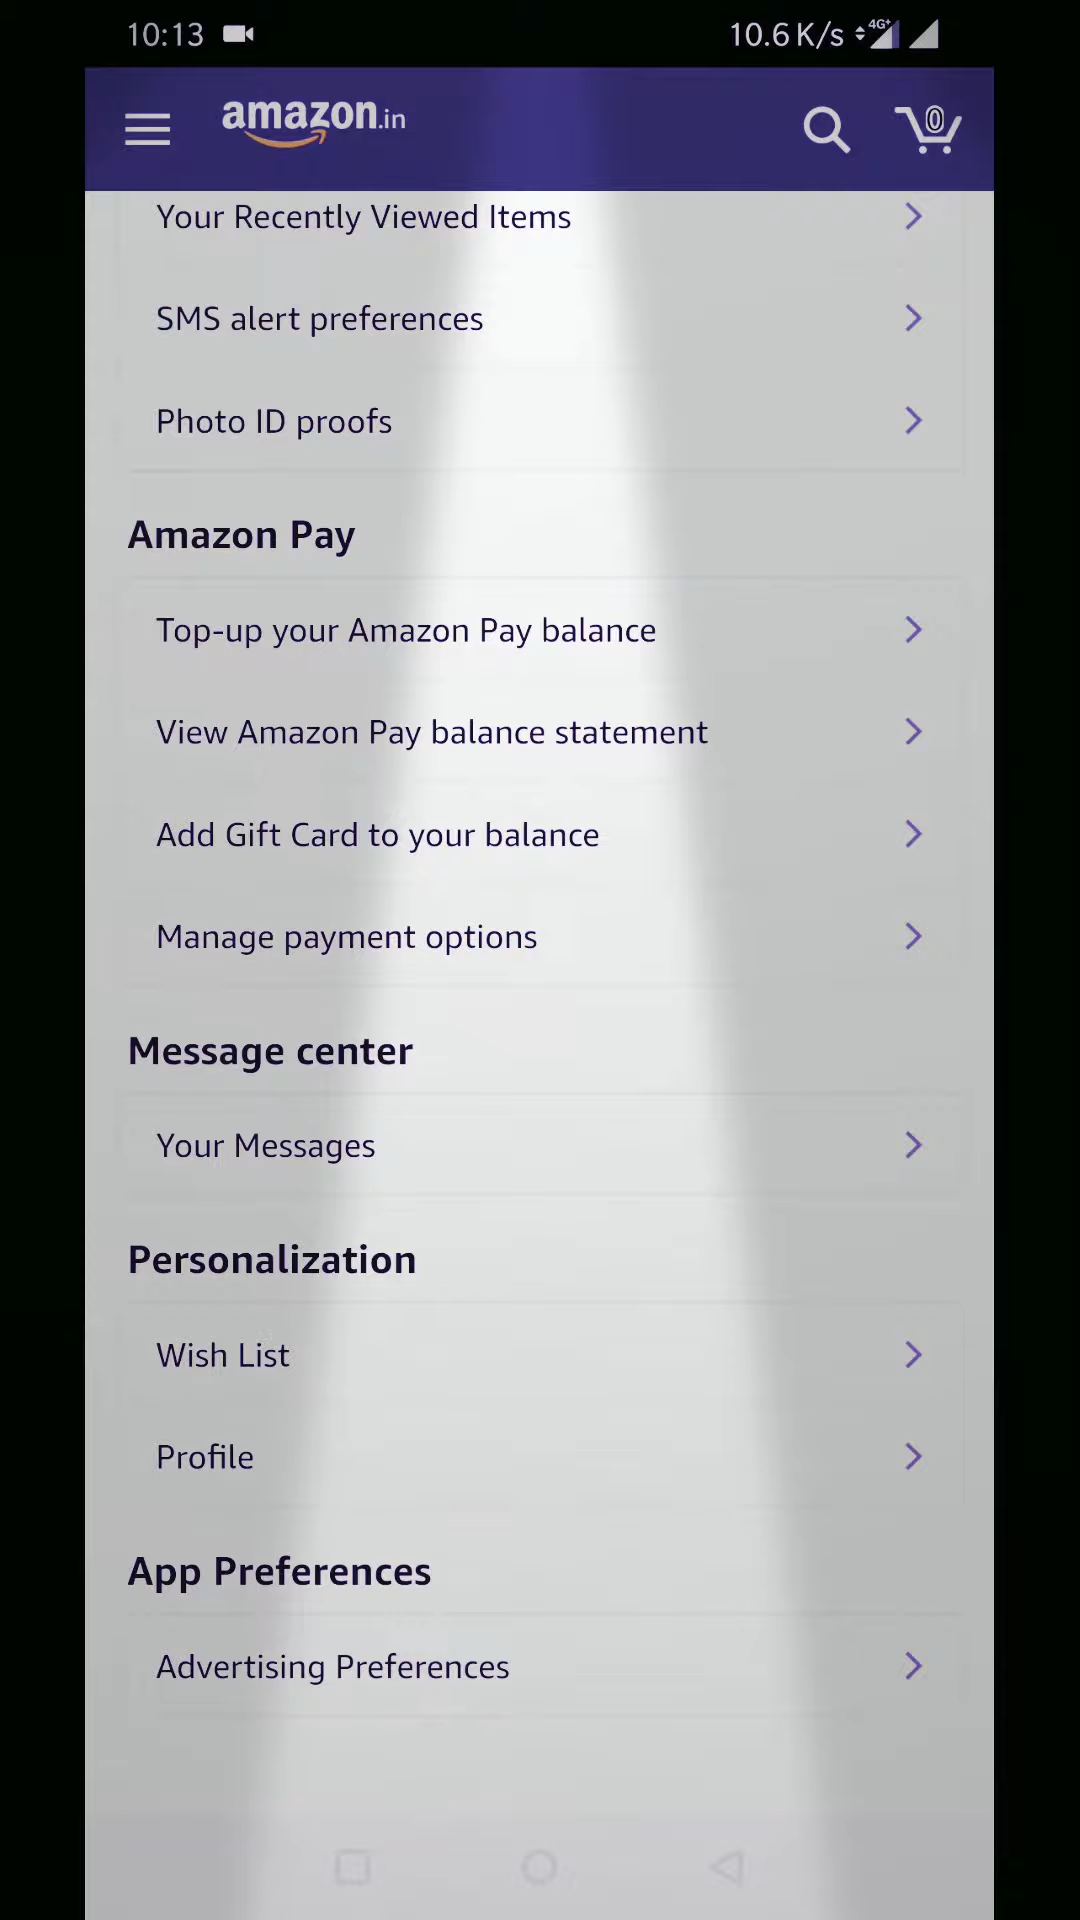 10:13 10.6 K/s 4G+
amazon.in 0
Your Recently Viewed Items
SMS alert preferences
Photo ID proofs
Amazon Pay
Top-up your Amazon Pay balance
View Amazon Pay balance statement
Add Gift Card to your balance
Manage payment options
Message center
Your Messages
Personalization
Wish List
Profile
App Preferences
Advertising Preferences